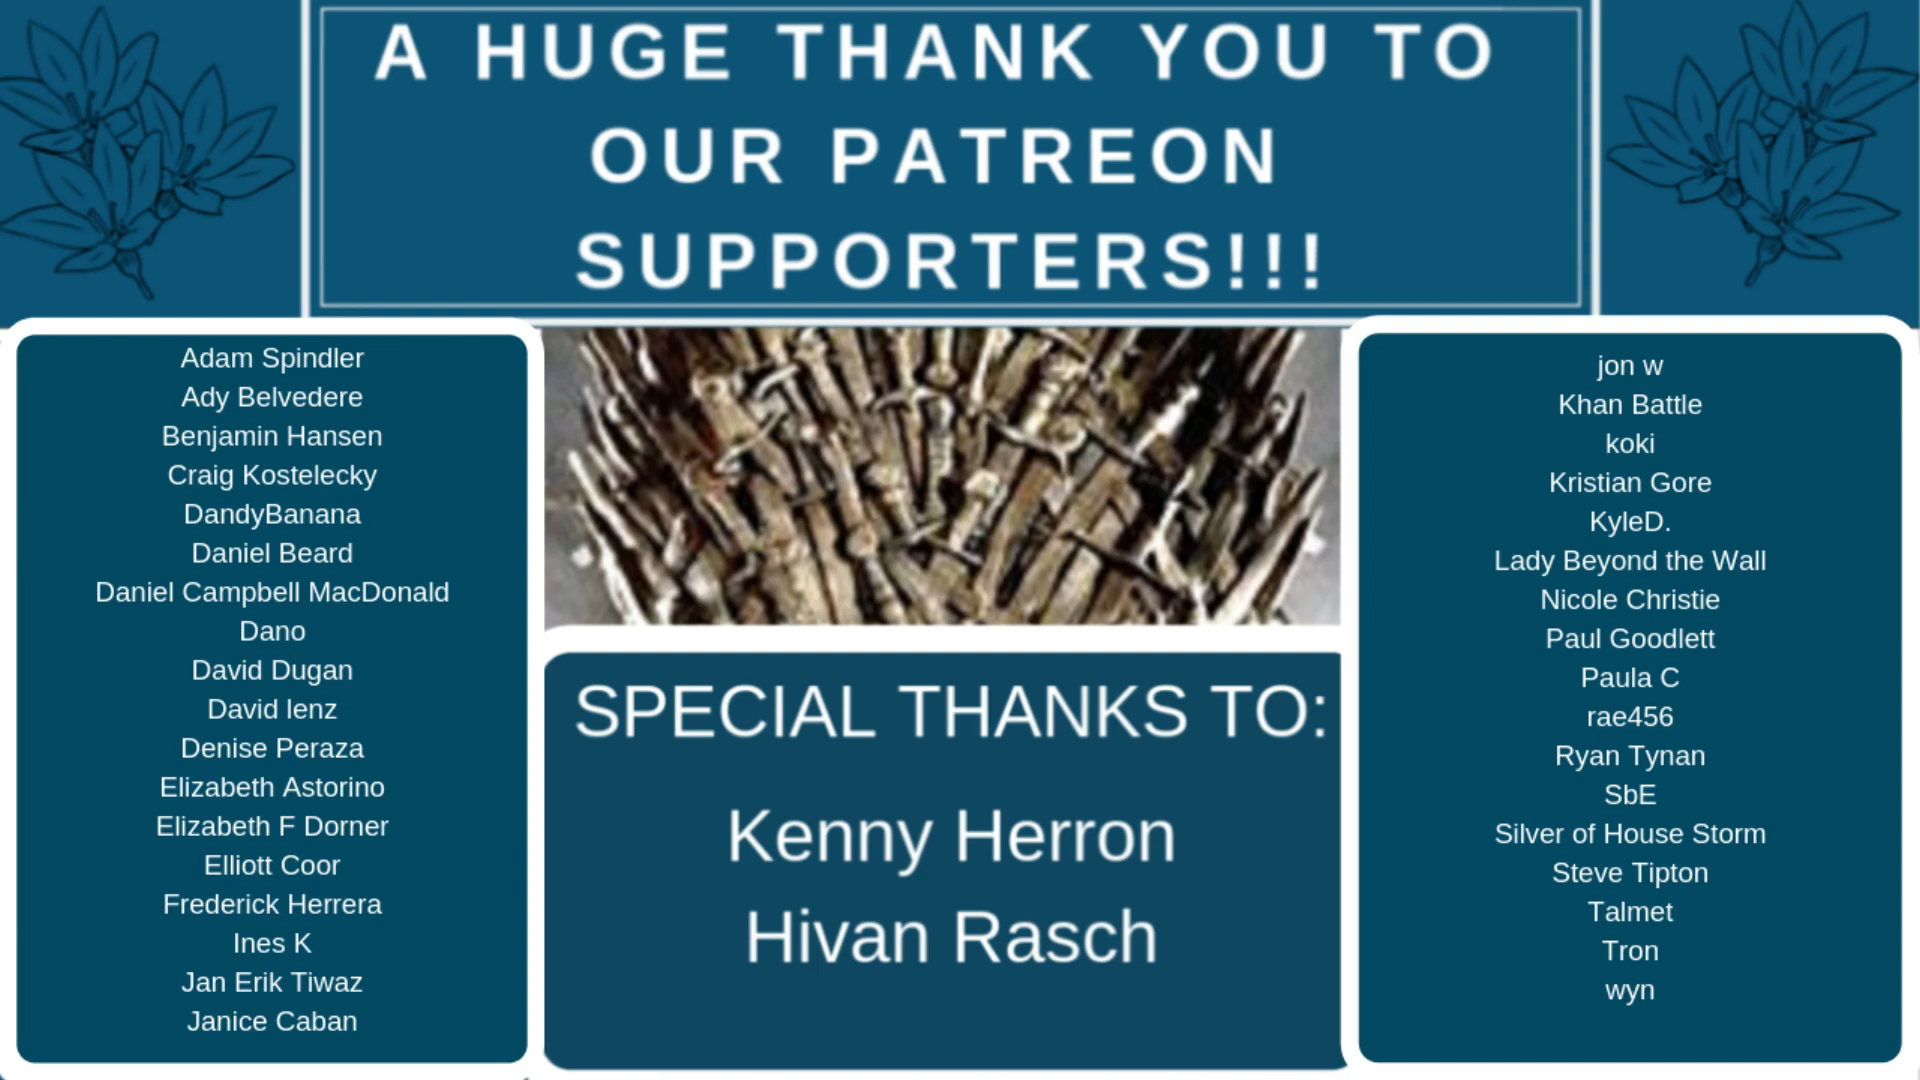 A HUGE THANK YOU TO
OUR PATREON
SUPPORTERS!!!
Adam Spindler
Ady Belvedere
Benjamin Hansen
Craig Kostelecky
DandyBanana
Daniel Beard
Daniel Campbell MacDonald
Dano
David Dugan
David lenz
Denise Peraza
Elizabeth Astorino
Elizabeth F Dorner
Elliott Coor
Frederick Herrera
Ines K
Jan Erik Tiwaz
Janice Caban
SPECIAL THANKS TO:
Kenny Herron
Hivan Rasch
jon w
Khan Battle
koki
Kristian Gore
KyleD.
Lady Beyond the Wall
Nicole Christie
Paul Goodlett
Paula C
rae456
Ryan Tynan
SbE
Silver of House Storm
Steve Tipton
Talmet
Tron
wyn